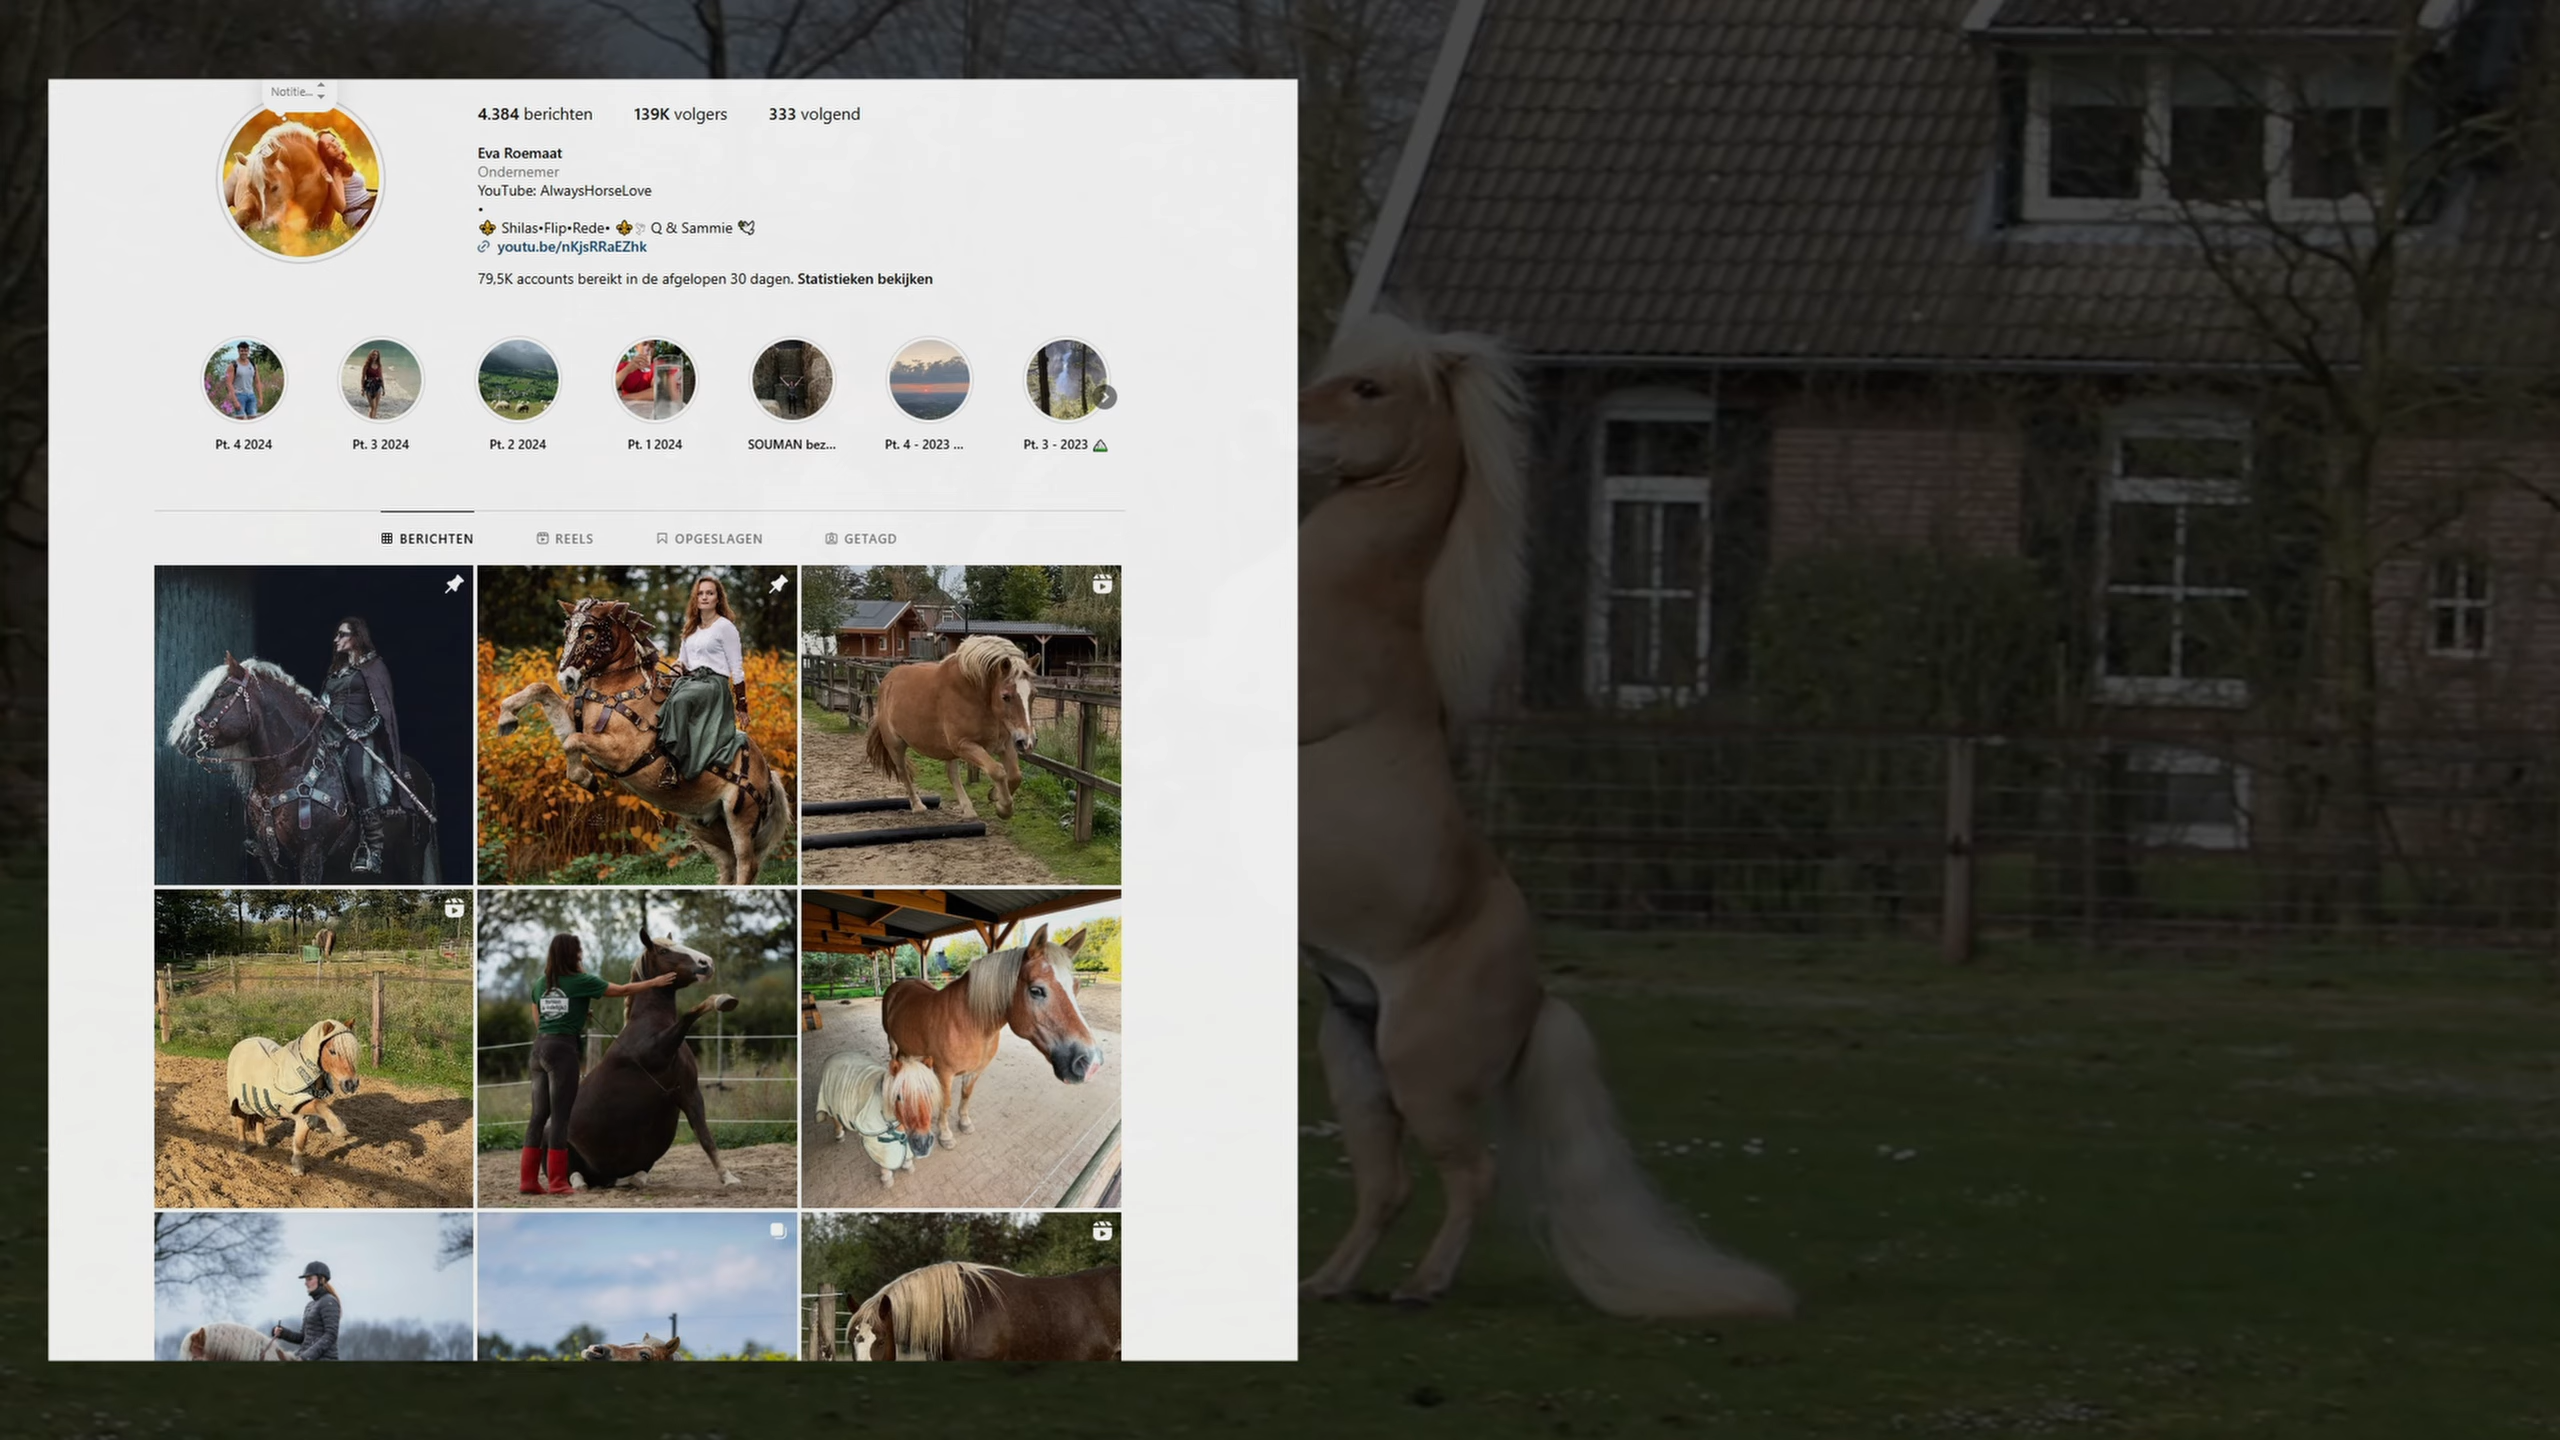 Notitie...
4.384 berichten 139K volgers 333 volgend
Eva Roemaat
Ondernemer
YouTube: AlwaysHorseLove
•
⚜️ Shilas•Flip•Rede• ⚜️🕊 Q & Sammie 🕊
youtu.be/nKjsRRaEZhk
79,5K accounts bereikt in de afgelopen 30 dagen. Statistieken bekijken
Pt. 4 2024 Pt. 3 2024 Pt. 2 2024 Pt. 1 2024 SOUMAN bez... Pt. 4 - 2023 ... Pt. 3 - 2023 ⛰️
BERICHTEN REELS OPGESLAGEN GETAGD